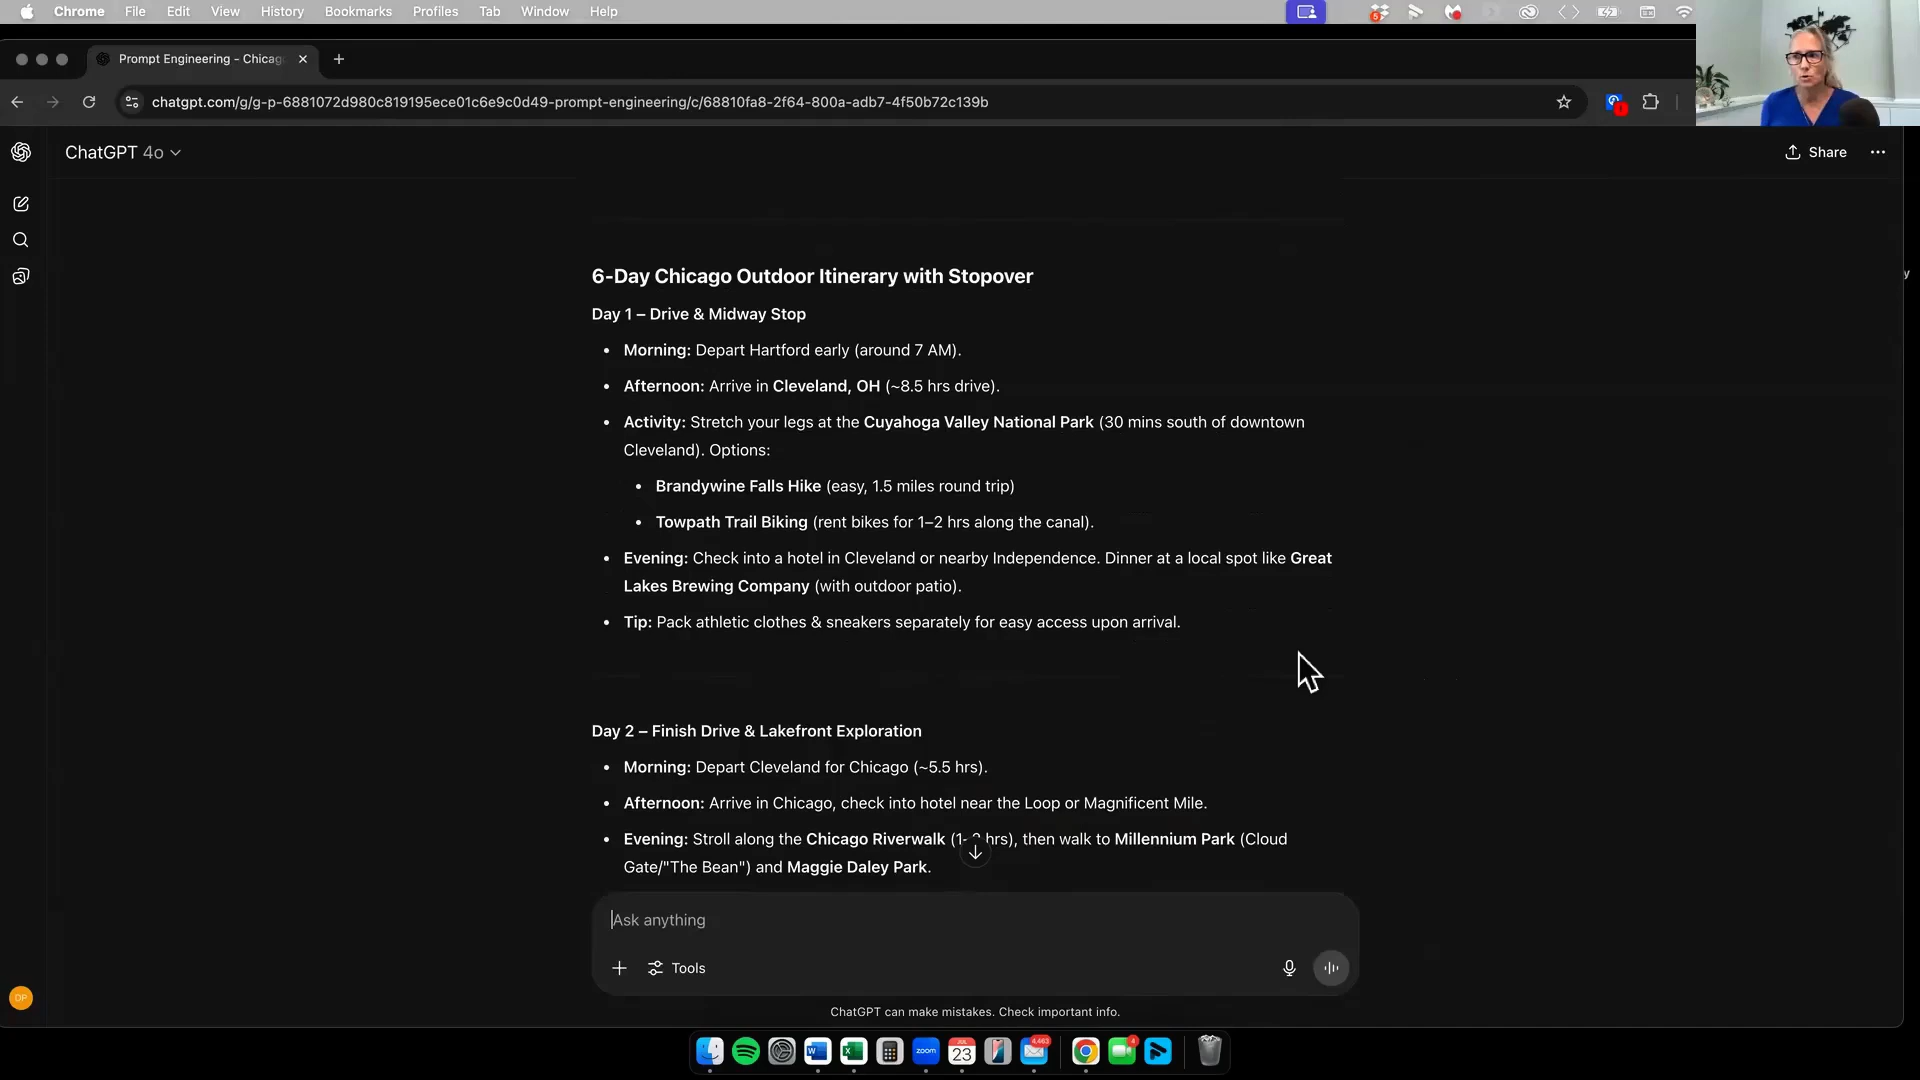 Chrome File Edit View History Bookmarks Profiles Tab Window Help
5
Prompt Engineering - Chicag
chatgpt.com/g/g-p-6881072d980c819195ece01c6e9c0d49-prompt-engineering/c/68810fa8-2f64-800a-adb7-4f50b72c139b
ChatGPT 4o
Share
y
6-Day Chicago Outdoor Itinerary with Stopover
Day 1 – Drive & Midway Stop
• Morning: Depart Hartford early (around 7 AM).
• Afternoon: Arrive in Cleveland, OH (~8.5 hrs drive).
• Activity: Stretch your legs at the Cuyahoga Valley National Park (30 mins south of downtown
Cleveland). Options:
• Brandywine Falls Hike (easy, 1.5 miles round trip)
• Towpath Trail Biking (rent bikes for 1–2 hrs along the canal).
• Evening: Check into a hotel in Cleveland or nearby Independence. Dinner at a local spot like Great
Lakes Brewing Company (with outdoor patio).
• Tip: Pack athletic clothes & sneakers separately for easy access upon arrival.
Day 2 – Finish Drive & Lakefront Exploration
• Morning: Depart Cleveland for Chicago (~5.5 hrs).
• Afternoon: Arrive in Chicago, check into hotel near the Loop or Magnificent Mile.
• Evening: Stroll along the Chicago Riverwalk (1– hrs), then walk to Millennium Park (Cloud
Gate/"The Bean") and Maggie Daley Park.
Ask anything
Tools
DP
ChatGPT can make mistakes. Check important info.
W X zoom JUL 23 4,463 4